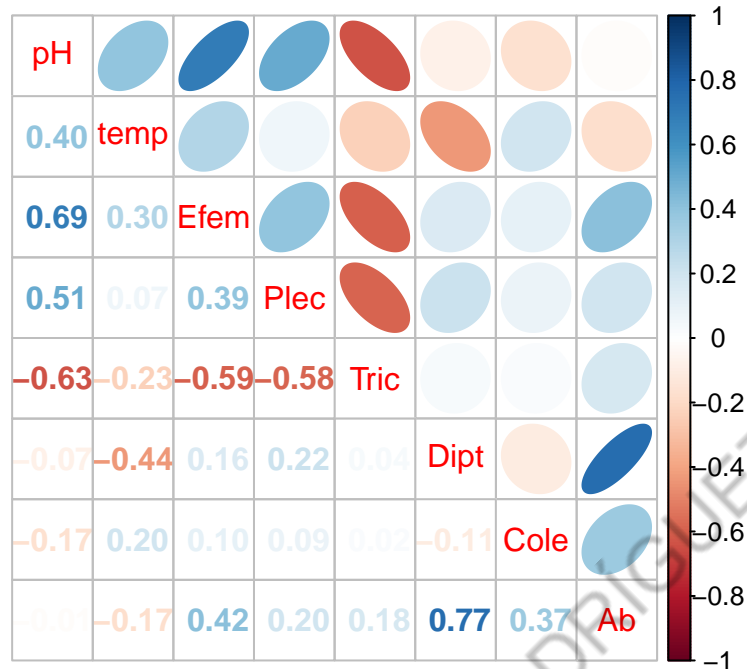 1
pH
0.8
0.40 temp
0.6
0.69 0.30 Efem
0.4
0.51 0.07 0.39 Plec
0.2
0
−0.63 −0.23 −0.59 −0.58 Tric
−0.2
−0.07 −0.44 0.16 0.22 0.04 Dipt
−0.4
−0.17 0.20 0.10 0.09 0.02 −0.11 Cole
−0.6
−0.01 −0.17 0.42 0.20 0.18 0.77 0.37 Ab
−0.8
−1